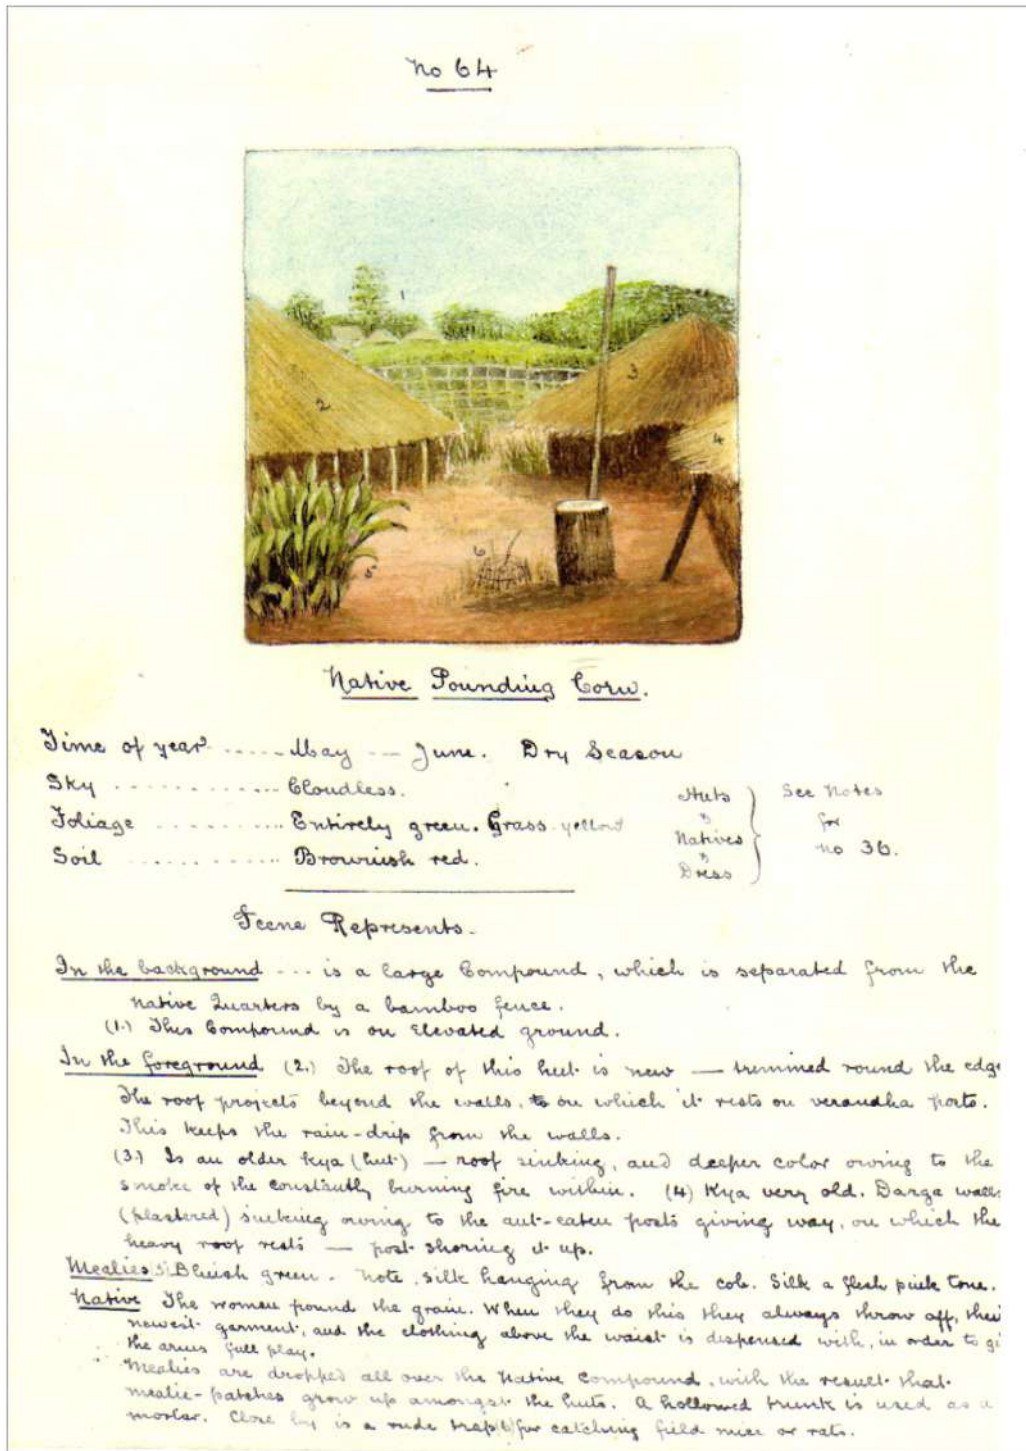 No 64
1
2
3
4
5
6
Native Pounding Corn.
Time of year ..... May --- June. Dry Season
Sky ............ Cloudless.
Foliage .......... Entirely green. Grass yellow
Soil ............ Brownish red.
Huts
"
Natives
"
Dress
See Notes
for
No 36.
Scene Represents.
In the background ... is a large Compound, which is separated from the
Native Quarters by a bamboo fence.
(1.) This Compound is on Elevated ground.
In the foreground (2.) The roof of this hut is new — trimmed round the edge
The roof projects beyond the walls, on which it rests on verandha posts.
This keeps the rain-drip from the walls.
(3.) Is an older kya (hut) — roof sinking, and deeper color owing to the
smoke of the constantly burning fire within. (4) Kya very old. Darga walls
(plastered) sinking owing to the ant-eaten posts giving way, on which the
heavy roof rests — post shoring it up.
Mealies Bluish green. Note, silk hanging from the cob. Silk a flesh pink tone.
Native The women pound the grain. When they do this they always throw off, thei
newest garment, and the clothing above the waist is dispensed with, in order to gi
the arms full play.
Mealies are dropped all over the Native Compound, with the result that
mealie-patches grow up amongst the huts. A hollowed trunk is used as a
mortar. Close by is a rude trap (6) for catching field mice or rats.